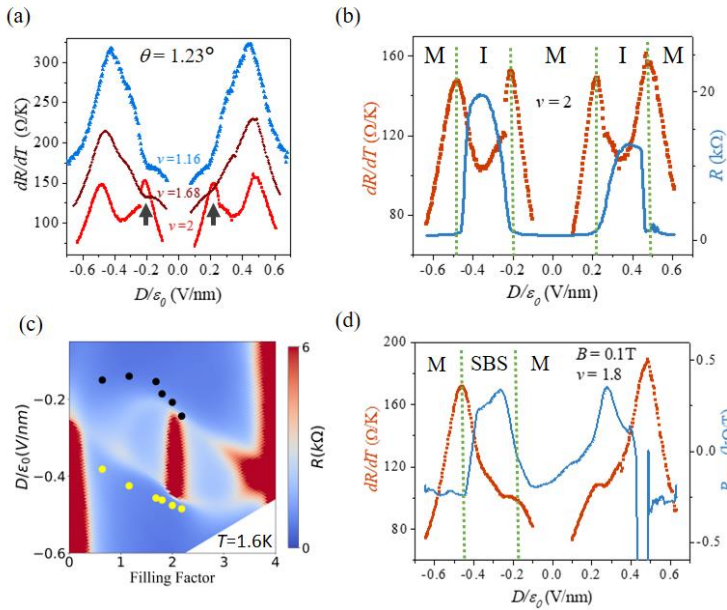 (a)
θ = 1.23°
ν=1.16
ν=1.68
ν=2
dR/dT (Ω/K)
300
250
200
150
100
50
-0.6 -0.4 -0.2 0.0 0.2 0.4 0.6
D/ε₀ (V/nm)
(b)
M I M I M
ν=2
dR/dT (Ω/K)
160
120
80
R (kΩ)
20
10
0
-0.6 -0.4 -0.2 0.0 0.2 0.4 0.6
D/ε₀ (V/nm)
(c)
D/ε₀(V/nm)
-0.2
-0.4
-0.6
0 1 2 3 4
Filling Factor
T=1.6K
6
R(kΩ)
0
(d)
M SBS M
B = 0.1T
ν=1.8
dR/dT (Ω/K)
200
160
120
80
0.5
0.0
-0.5
-0.6 -0.4 -0.2 0.0 0.2 0.4 0.6
D/ε₀ (V/nm)